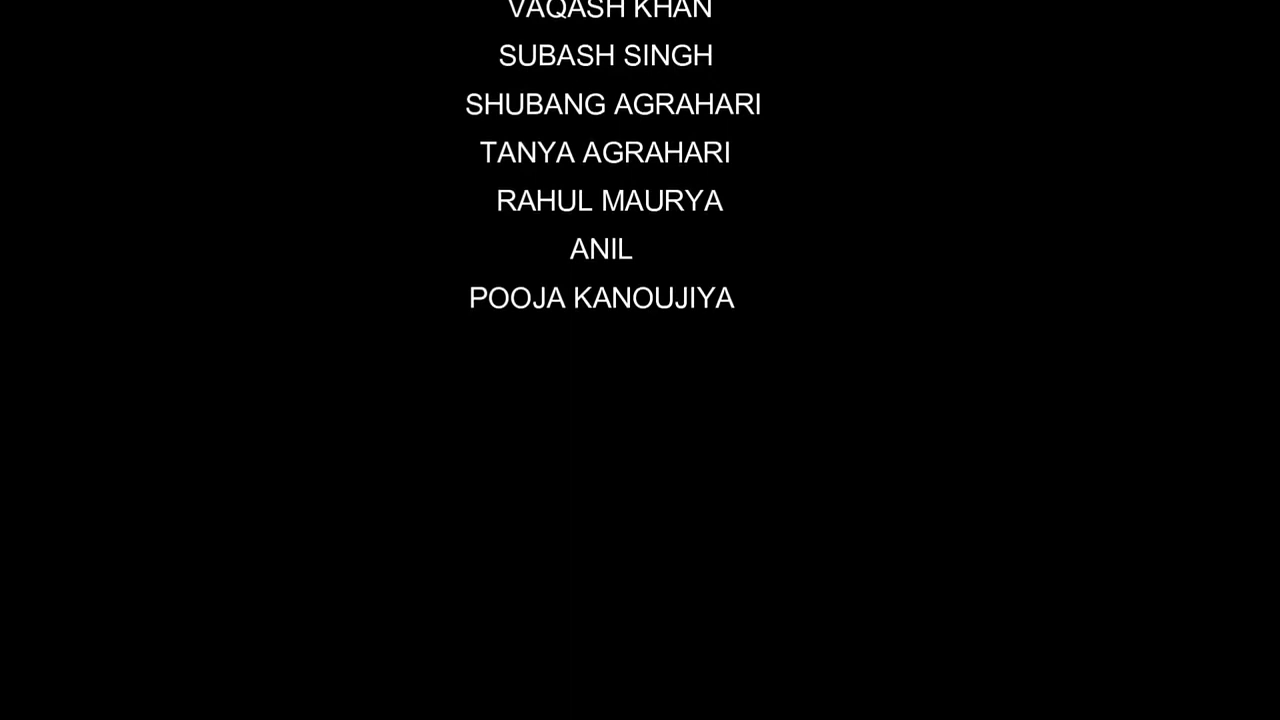 VAQASH KHAN
SUBASH SINGH
SHUBANG AGRAHARI
TANYA AGRAHARI
RAHUL MAURYA
ANIL
POOJA KANOUJIYA